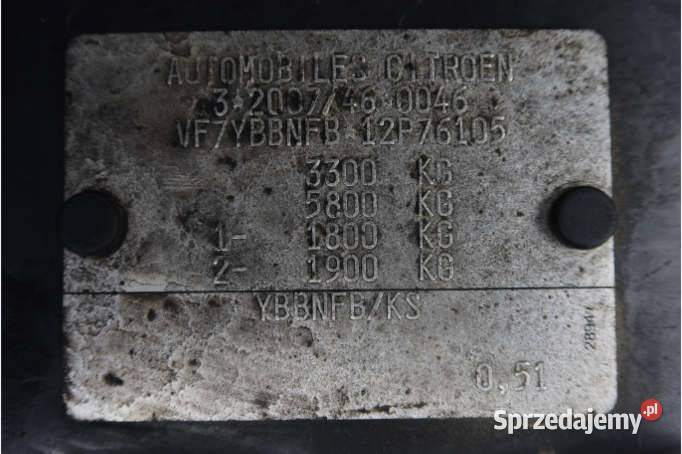 AUTOMOBILES CITROEN
3*2007/46*0046
VF7YBBNFB 12P76105
3300 KG
5800 KG
1- 1800 KG
2- 1900 KG
YBBNFB/KS
0,51
Sprzedajemy.pl